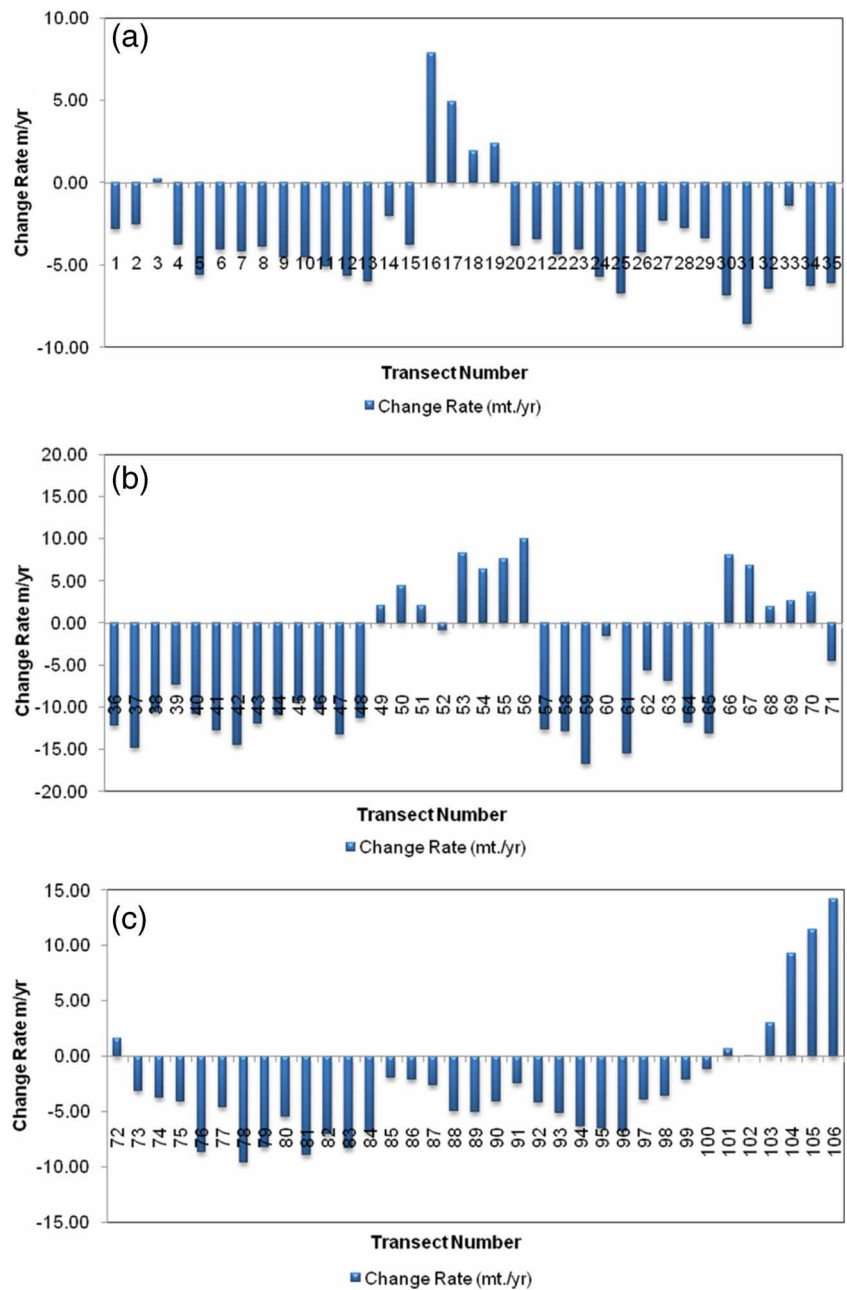 (a)
10.00
5.00
0.00
-5.00
-10.00
Change Rate m/yr
1 2 3 4 5 6 7 8 9 10 11 12 13 14 15 16 17 18 19 20 21 22 23 24 25 26 27 28 29 30 31 32 33 34 35
Transect Number
Change Rate (mt./yr)
(b)
20.00
15.00
10.00
5.00
0.00
-5.00
-10.00
-15.00
-20.00
Change Rate m/yr
36 37 38 39 40 41 42 43 44 45 46 47 48 49 50 51 52 53 54 55 56 57 58 59 60 61 62 63 64 65 66 67 68 69 70 71
Transect Number
Change Rate (mt./yr)
(c)
15.00
10.00
5.00
0.00
-5.00
-10.00
-15.00
Change Rate m/yr
72 73 74 75 76 77 78 79 80 81 82 83 84 85 86 87 88 89 90 91 92 93 94 95 96 97 98 99 100 101 102 103 104 105 106
Transect Number
Change Rate (mt./yr)